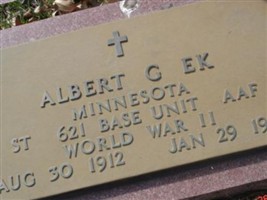 ALBERT G EK
MINNESOTA
ST 621 BASE UNIT AAF
WORLD WAR II
AUG 30 1912 JAN 29 19